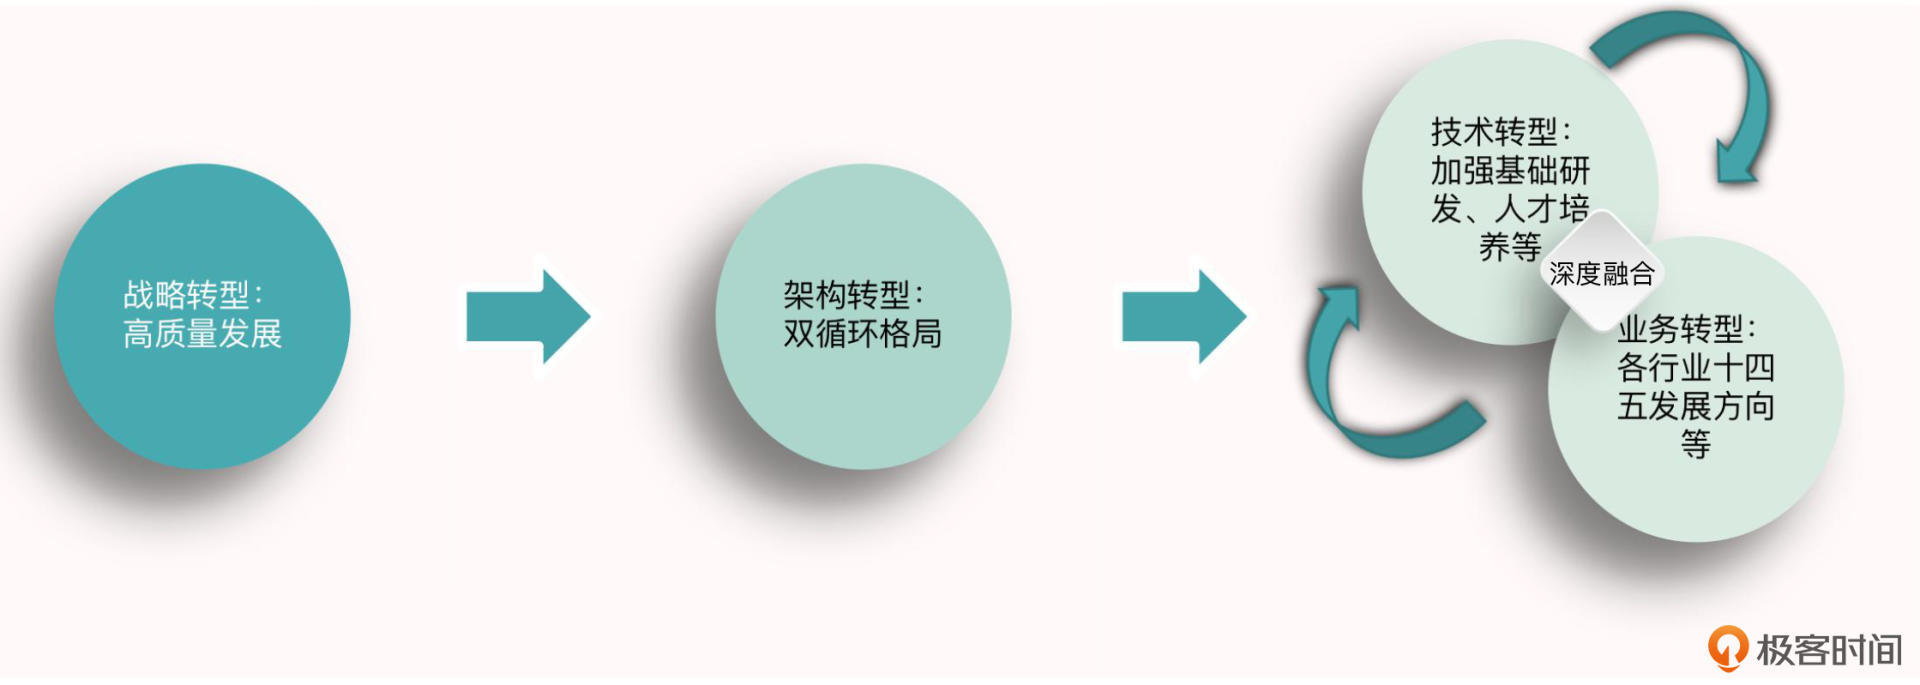 战略转型：
高质量发展
架构转型：
双循环格局
技术转型：
加强基础研
发、人才培
养等
深度融合
业务转型：
各行业十四
五发展方向
等
极客时间